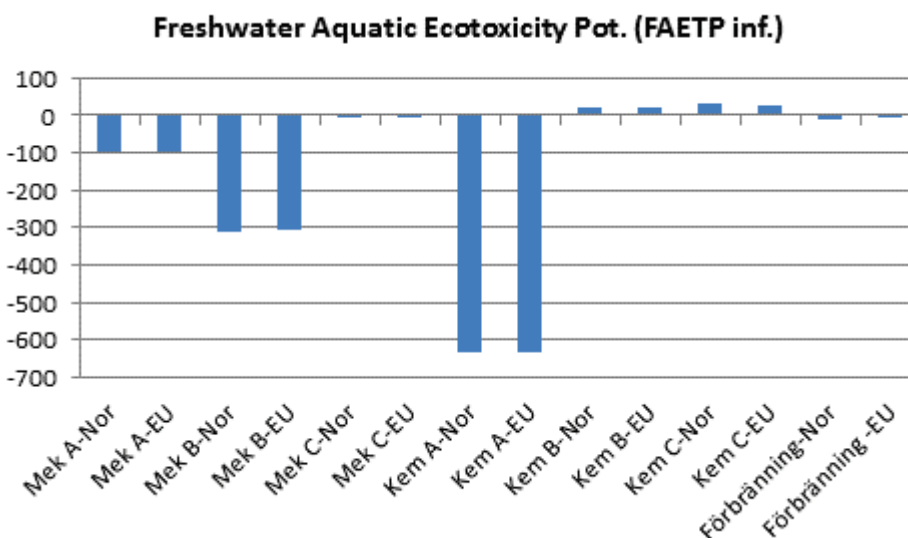 Freshwater Aquatic Ecotoxicity Pot. (FAETP inf.)
100
0
-100
-200
-300
-400
-500
-600
-700
Mek A-Nor
Mek A-EU
Mek B-Nor
Mek B-EU
Mek C-Nor
Mek C-EU
Kem A-Nor
Kem A-EU
Kem B-Nor
Kem B-EU
Kem C-Nor
Kem C-EU
Förbränning-Nor
Förbränning -EU